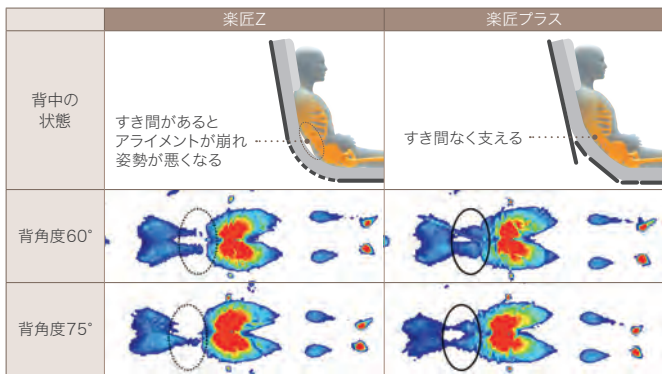 楽匠Z
楽匠プラス
背中の
状態
すき間があると
アライメントが崩れ
姿勢が悪くなる
すき間なく支える
背角度60°
背角度75°